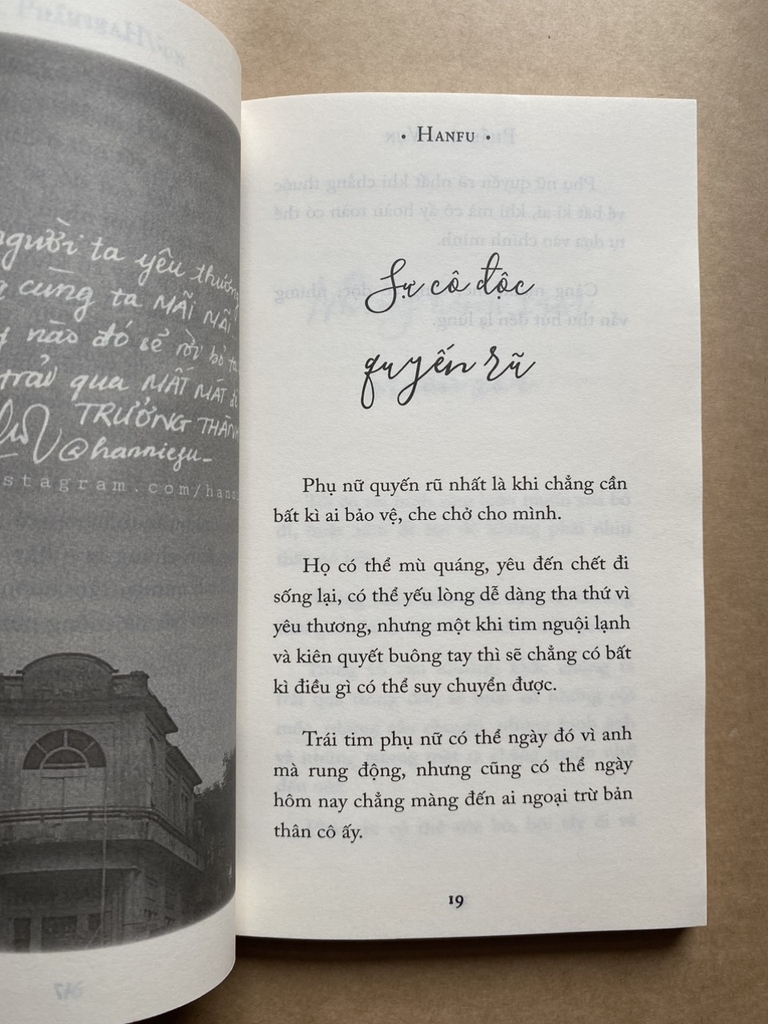 người ta yêu thương
cùng ta MÃI MÃI
nào đó sẽ rời bỏ ta
trải qua MẤT MÁT để
TRƯỞNG THÀNH
@hanniesu_
stagram.com/hann
• HANFU •
Sự cô độc
quyến rũ
Phụ nữ quyến rũ nhất là khi chẳng cần
bất kì ai bảo vệ, che chở cho mình.
Họ có thể mù quáng, yêu đến chết đi
sống lại, có thể yếu lòng dễ dàng tha thứ vì
yêu thương, nhưng một khi tim nguội lạnh
và kiên quyết buông tay thì sẽ chẳng có bất
kì điều gì có thể suy chuyển được.
Trái tim phụ nữ có thể ngày đó vì anh
mà rung động, nhưng cũng có thể ngày
hôm nay chẳng màng đến ai ngoại trừ bản
thân cô ấy.
19